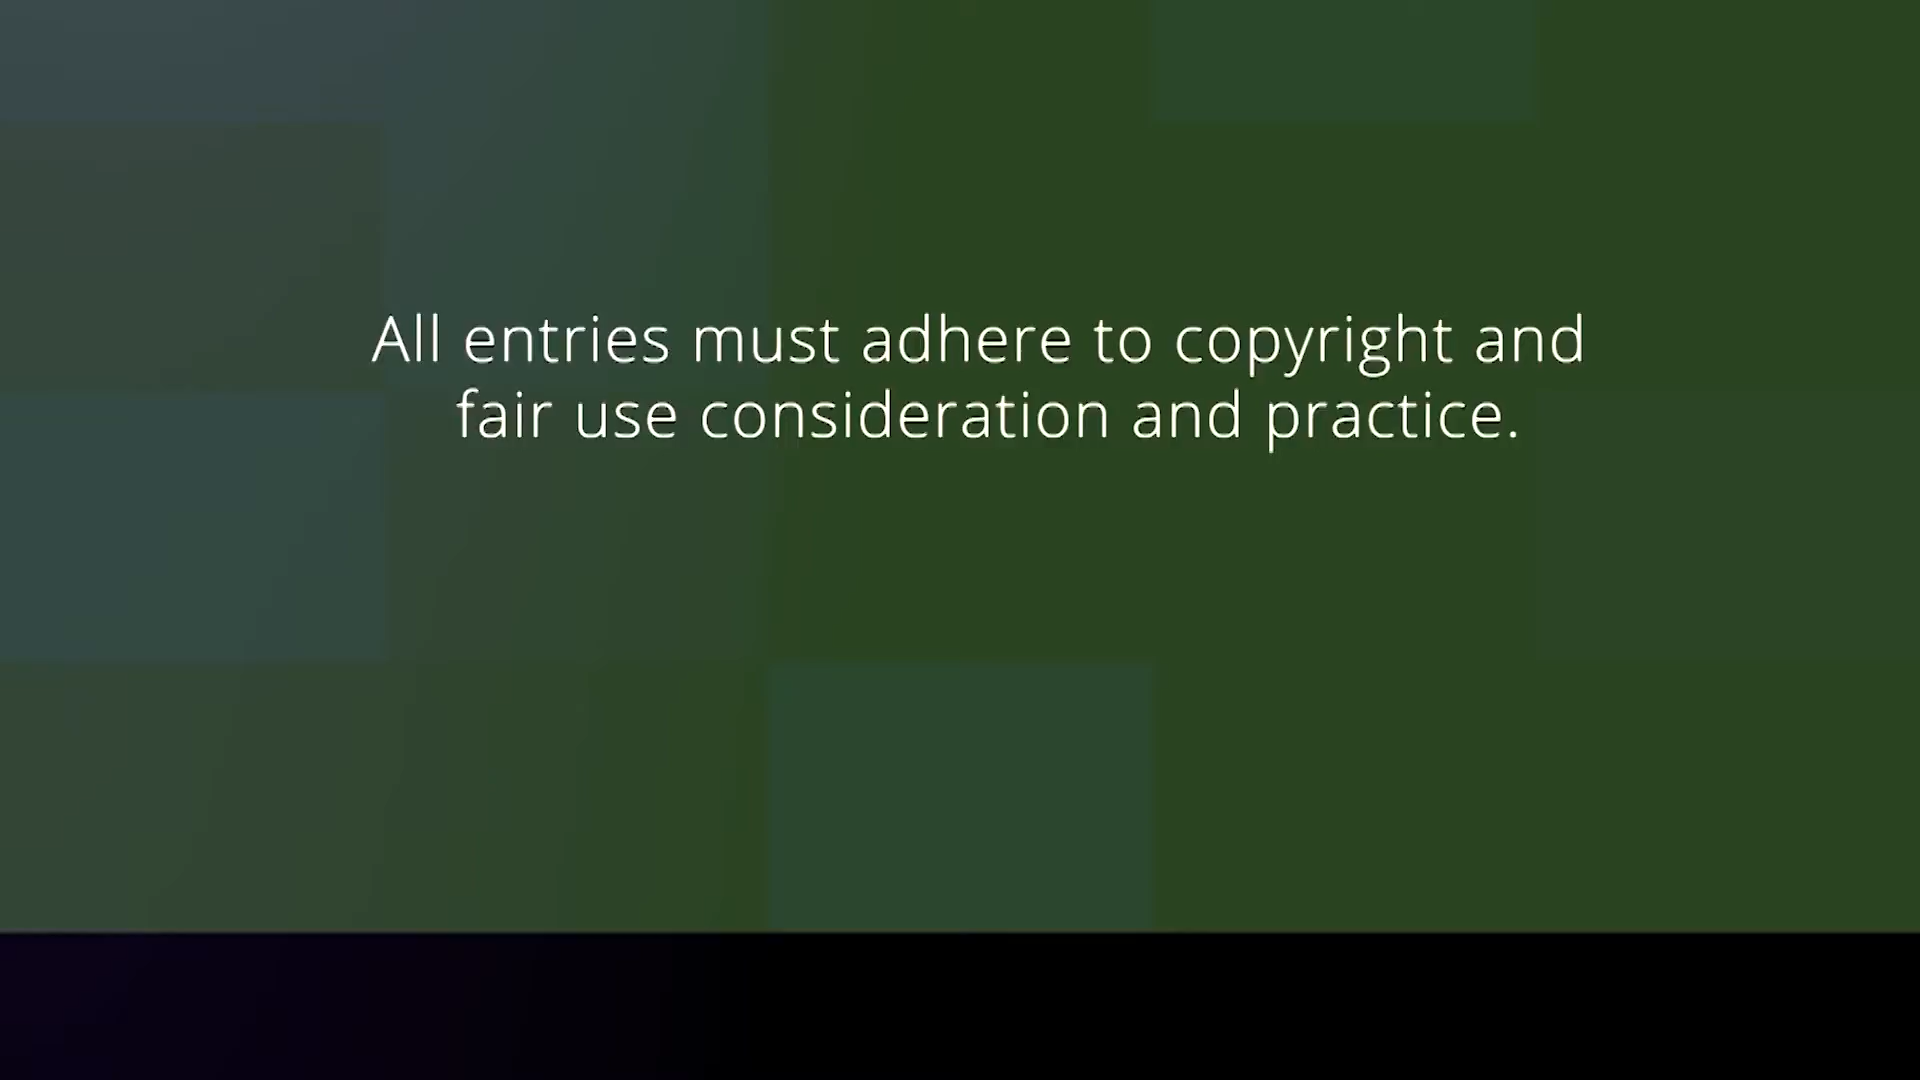 All entries must adhere to copyright and
fair use consideration and practice.